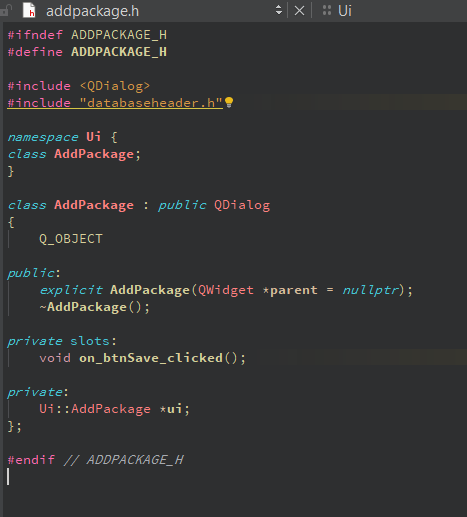 addpackage.h Ui
#ifndef ADDPACKAGE_H
#define ADDPACKAGE_H
#include <QDialog>
#include "databaseheader.h"
namespace Ui {
class AddPackage;
}
class AddPackage : public QDialog
{
    Q_OBJECT
public:
    explicit AddPackage(QWidget *parent = nullptr);
    ~AddPackage();
private slots:
    void on_btnSave_clicked();
private:
    Ui::AddPackage *ui;
};
#endif // ADDPACKAGE_H